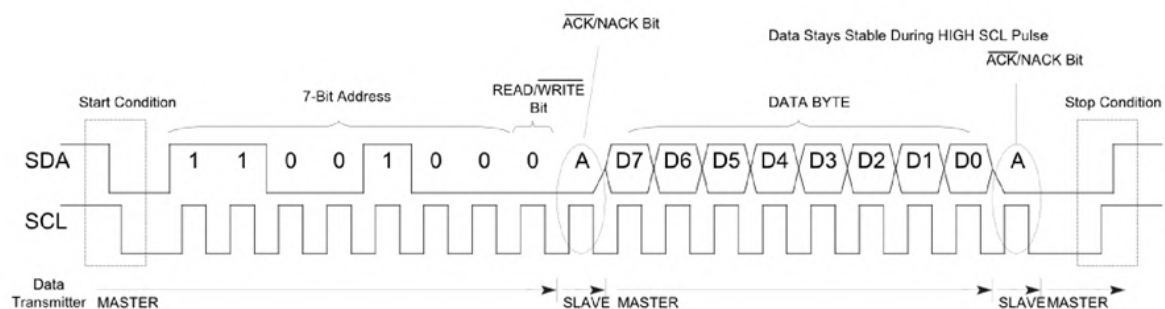 ACK/NACK Bit
Data Stays Stable During HIGH SCL Pulse
ACK/NACK Bit
Start Condition
7-Bit Address
READ/WRITE
Bit
DATA BYTE
Stop Condition
SDA 1 1 0 0 1 0 0 0 A D7 D6 D5 D4 D3 D2 D1 D0 A
SCL
Data
Transmitter
MASTER SLAVE MASTER SLAVE MASTER